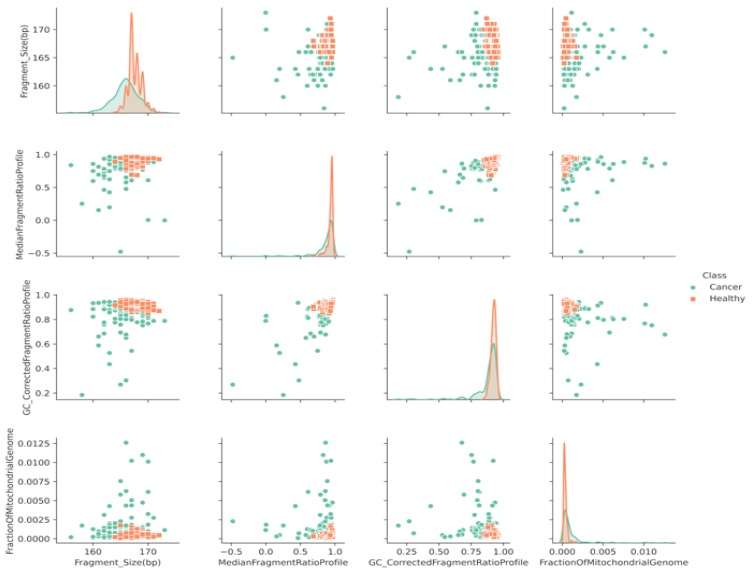 Fragment_Size(bp)
170
165
160
MedianFragmentRatioProfile
1.0
0.5
0.0
−0.5
GC_CorrectedFragmentRatioProfile
1.0
0.8
0.6
0.4
0.2
Class
Cancer
Healthy
FractionOfMitochondrialGenome
0.0125
0.0100
0.0075
0.0050
0.0025
0.0000
160 170
Fragment_Size(bp)
−0.5 0.0 0.5 1.0
MedianFragmentRatioProfile
0.25 0.50 0.75 1.00
GC_CorrectedFragmentRatioProfile
0.000 0.005 0.010
FractionOfMitochondrialGenome